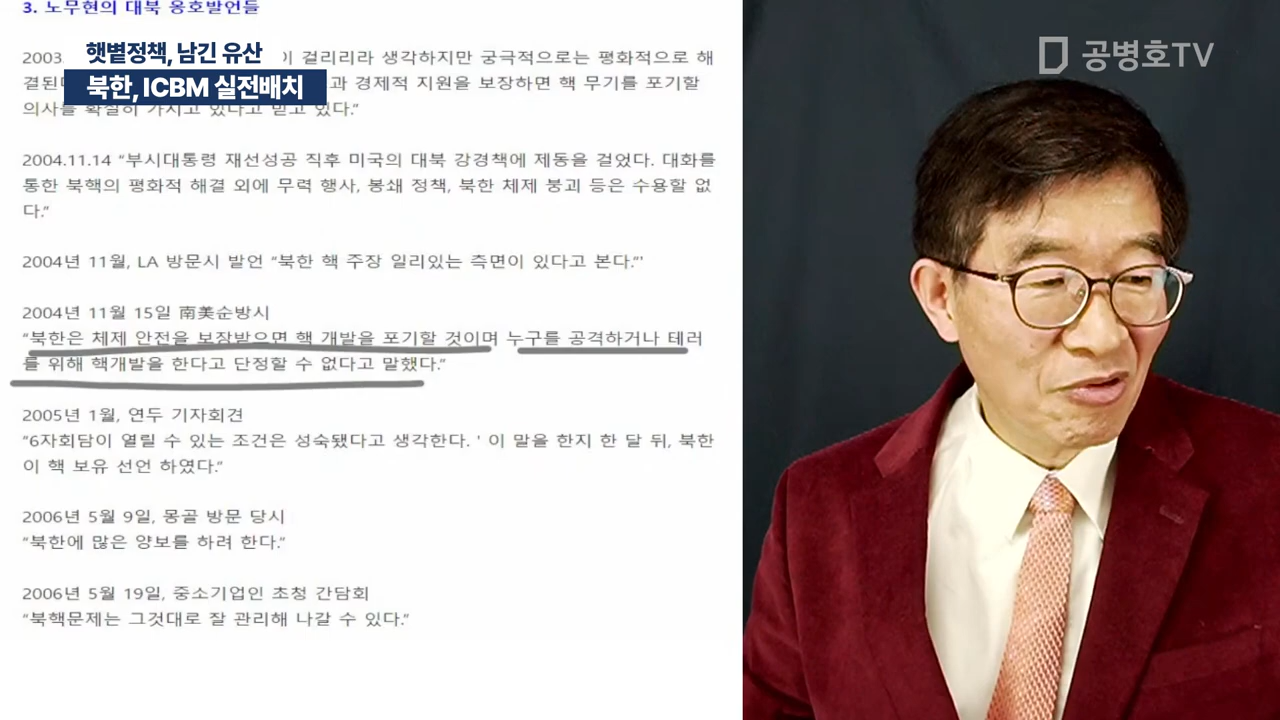 3. 노무현의 대북 옹호발언들
햇볕정책, 남긴 유산
북한, ICBM 실전배치
공병호TV
2003 이 걸리리라 생각하지만 궁극적으로는 평화적으로 해
결된 과 경제적 지원을 보장하면 핵 무기를 포기할
의사를 확실히 가지고 있다고 믿고 있다.”
2004.11.14 “부시대통령 재선성공 직후 미국의 대북 강경책에 제동을 걸었다. 대화를
통한 북핵의 평화적 해결 외에 무력 행사, 봉쇄 정책, 북한 체제 붕괴 등은 수용할 없
다.”
2004년 11월, LA 방문시 발언 “북한 핵 주장 일리있는 측면이 있다고 본다.”'
2004년 11월 15일 南美순방시
“북한은 체제 안전을 보장받으면 핵 개발을 포기할 것이며 누구를 공격하거나 테러
를 위해 핵개발을 한다고 단정할 수 없다고 말했다.”
2005년 1월, 연두 기자회견
“6자회담이 열릴 수 있는 조건은 성숙됐다고 생각한다. ' 이 말을 한지 한 달 뒤, 북한
이 핵 보유 선언 하였다.”
2006년 5월 9일, 몽골 방문 당시
“북한에 많은 양보를 하려 한다.”
2006년 5월 19일, 중소기업인 초청 간담회
“북핵문제는 그것대로 잘 관리해 나갈 수 있다.”